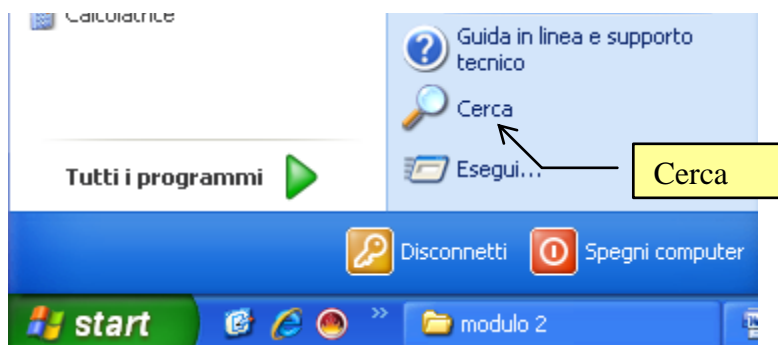 Calcolatrice
Guida in linea e supporto
tecnico
Cerca
Esegui...
Cerca
Tutti i programmi
Disconnetti
Spegni computer
start
»
modulo 2